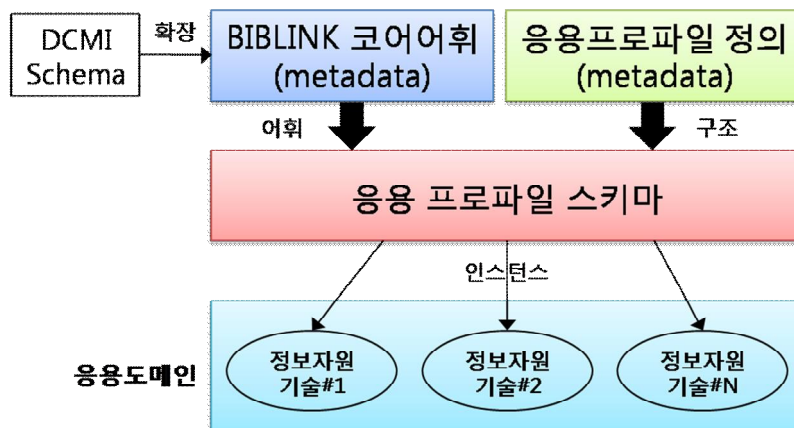 DCMI
Schema
확장
BIBLINK 코어어휘
(metadata)
응용프로파일 정의
(metadata)
어휘
구조
응용 프로파일 스키마
인스턴스
응용도메인
정보자원
기술#1
정보자원
기술#2
정보자원
기술#N